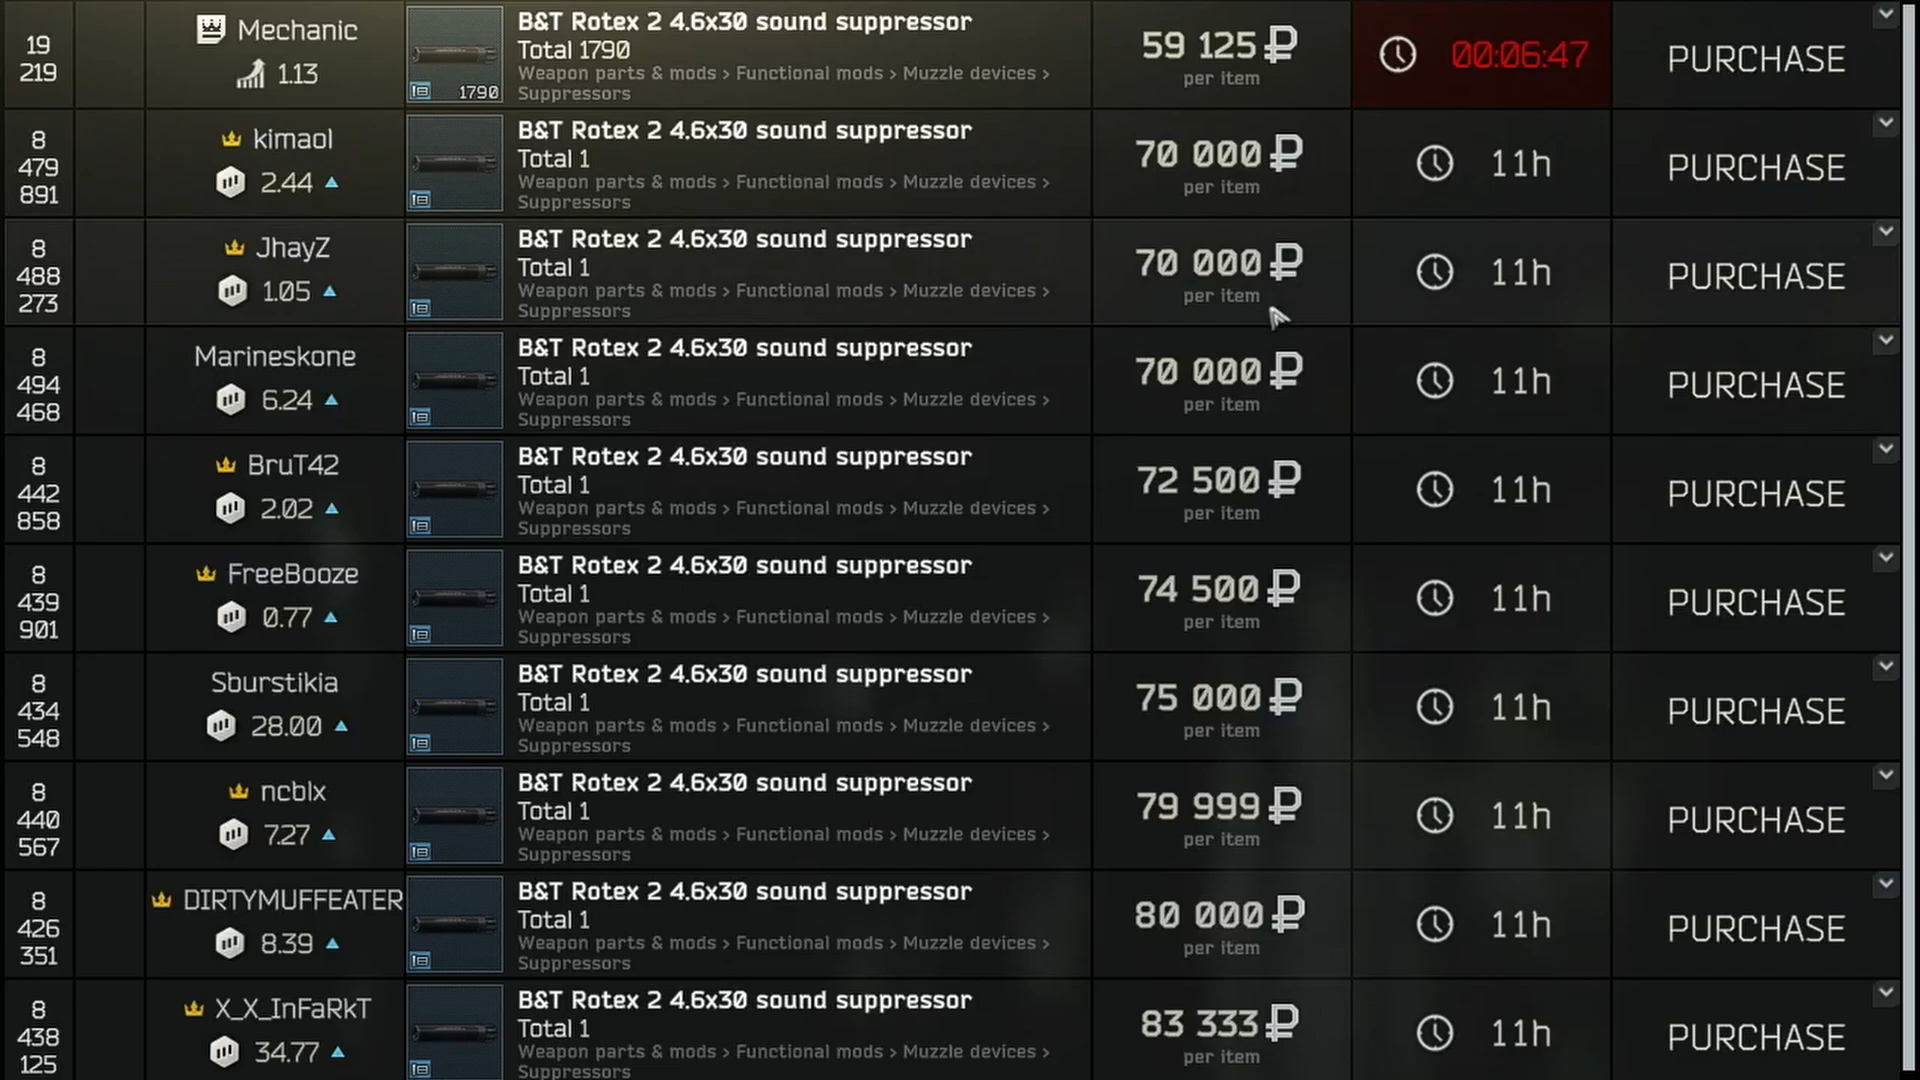 19
219
Mechanic
1.13
1790
B&T Rotex 2 4.6x30 sound suppressor
Total 1790
Weapon parts & mods > Functional mods > Muzzle devices >
Suppressors
59 125 ₽
per item
00:06:47
PURCHASE
8
479
891
kimaol
2.44
B&T Rotex 2 4.6x30 sound suppressor
Total 1
Weapon parts & mods > Functional mods > Muzzle devices >
Suppressors
70 000 ₽
per item
11h
PURCHASE
8
488
273
JhayZ
1.05
B&T Rotex 2 4.6x30 sound suppressor
Total 1
Weapon parts & mods > Functional mods > Muzzle devices >
Suppressors
70 000 ₽
per item
11h
PURCHASE
8
494
468
Marineskone
6.24
B&T Rotex 2 4.6x30 sound suppressor
Total 1
Weapon parts & mods > Functional mods > Muzzle devices >
Suppressors
70 000 ₽
per item
11h
PURCHASE
8
442
858
BruT42
2.02
B&T Rotex 2 4.6x30 sound suppressor
Total 1
Weapon parts & mods > Functional mods > Muzzle devices >
Suppressors
72 500 ₽
per item
11h
PURCHASE
8
439
901
FreeBooze
0.77
B&T Rotex 2 4.6x30 sound suppressor
Total 1
Weapon parts & mods > Functional mods > Muzzle devices >
Suppressors
74 500 ₽
per item
11h
PURCHASE
8
434
548
Sburstikia
28.00
B&T Rotex 2 4.6x30 sound suppressor
Total 1
Weapon parts & mods > Functional mods > Muzzle devices >
Suppressors
75 000 ₽
per item
11h
PURCHASE
8
440
567
ncblx
7.27
B&T Rotex 2 4.6x30 sound suppressor
Total 1
Weapon parts & mods > Functional mods > Muzzle devices >
Suppressors
79 999 ₽
per item
11h
PURCHASE
8
426
351
DIRTYMUFFEATER
8.39
B&T Rotex 2 4.6x30 sound suppressor
Total 1
Weapon parts & mods > Functional mods > Muzzle devices >
Suppressors
80 000 ₽
per item
11h
PURCHASE
8
438
125
X_X_InFaRkT
34.77
B&T Rotex 2 4.6x30 sound suppressor
Total 1
Weapon parts & mods > Functional mods > Muzzle devices >
Suppressors
83 333 ₽
per item
11h
PURCHASE